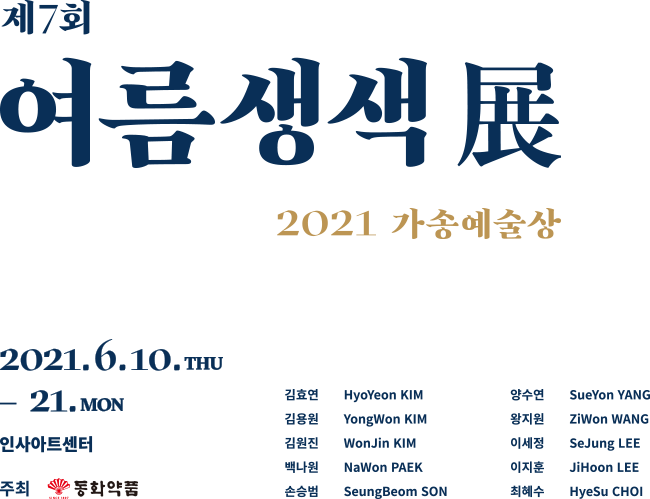 제7회
여름생색 展
2021 가송예술상
2021.6.10.THU
– 21.MON
인사아트센터
주최 동화약품
김효연 HyoYeon KIM
김용원 YongWon KIM
김원진 WonJin KIM
백나원 NaWon PAEK
손승범 SeungBeom SON
양수연 SueYon YANG
왕지원 ZiWon WANG
이세정 SeJung LEE
이지훈 JiHoon LEE
최혜수 HyeSu CHOI